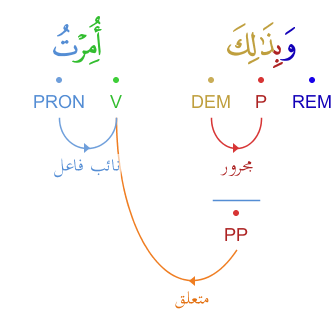 وَبِذَٰلِكَ أُمِرْتُ
REM P DEM V PRON
مجرور نائب فاعل
PP
متعلق